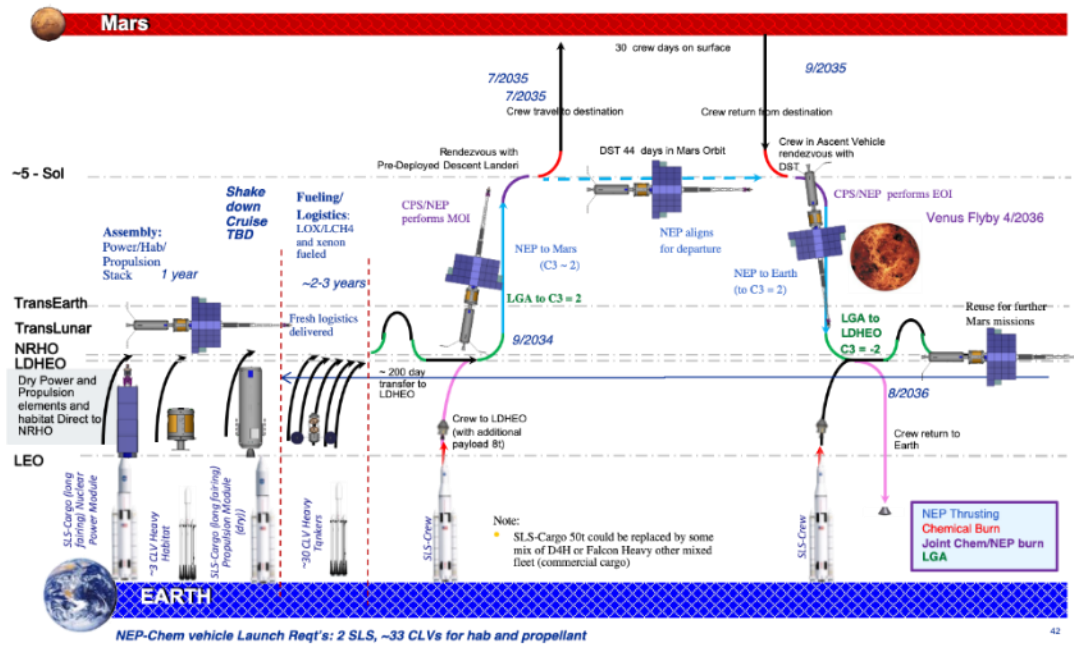 Mars
30 crew days on surface
7/2035
7/2035
9/2035
Crew travel to destination
Crew return from destination
Rendezvous with
Pre-Deployed Descent Landeri
DST 44 days in Mars Orbit
Crew in Ascent Vehicle
rendezvous with
DST
~5 - Sol
Shake
down
Cruise
TBD
Fueling/
Logistics:
LOX/LCH4
and xenon
fueled
~2-3 years
CPS/NEP
performs MOI
CPS/NEP performs EOI
Venus Flyby 4/2036
Assembly:
Power/Hab/
Propulsion
Stack
1 year
NEP to Mars
(C3 ~ 2)
NEP aligns
for departure
NEP to Earth
(to C3 = 2)
TransEarth
TransLunar
NRHO
LDHEO
LGA to C3 = 2
Fresh logistics
delivered
9/2034
LGA to
LDHEO
C3 = -2
Reuse for further
Mars missions
~ 200 day
transfer to
LDHEO
Dry Power and
Propulsion
elements and
habitat Direct to
NRHO
8/2036
Crew to LDHEO
(with additional
payload 8t)
Crew return to
Earth
LEO
SLS-Cargo (long
fairing) Nuclear
Power Module
~3 CLV Heavy
Habitat
SLS-Cargo (long fairing)
Propulsion Module
(dry))
~30 CLV Heavy
Tankers
SLS-Crew
SLS-Crew
Note:
SLS-Cargo 50t could be replaced by some
mix of D4H or Falcon Heavy other mixed
fleet (commercial cargo)
NEP Thrusting
Chemical Burn
Joint Chem/NEP burn
LGA
EARTH
NEP-Chem vehicle Launch Reqt's: 2 SLS, ~33 CLVs for hab and propellant
42